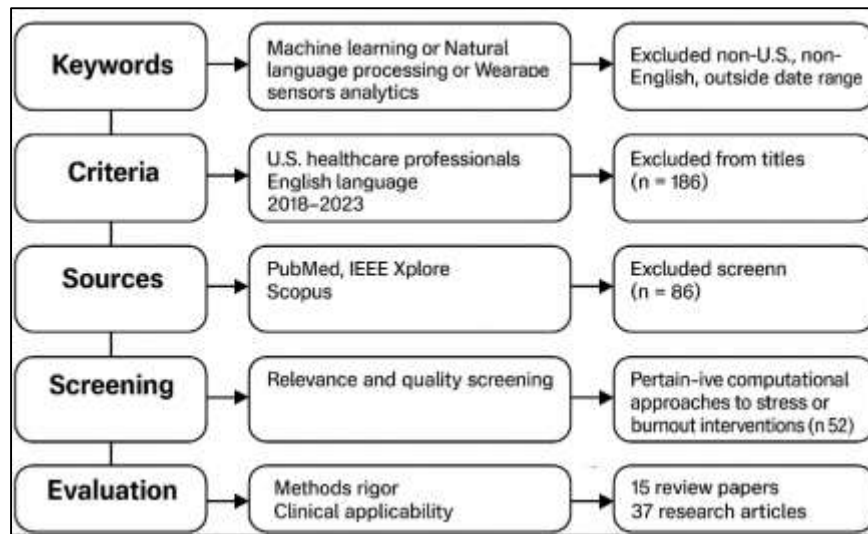 Keywords
Machine learning or Natural
language processing or Wearape
sensors analytics
Excluded non-U.S., non-
English, outside date range
Criteria
U.S. healthcare professionals
English language
2018–2023
Excluded from titles
(n = 186)
Sources
PubMed, IEEE Xplore
Scopus
Excluded screenn
(n = 86)
Screening
Relevance and quality screening
Pertain-ive computational
approaches to stress or
burnout interventions (n 52)
Evaluation
Methods rigor
Clinical applicability
15 review papers
37 research articles